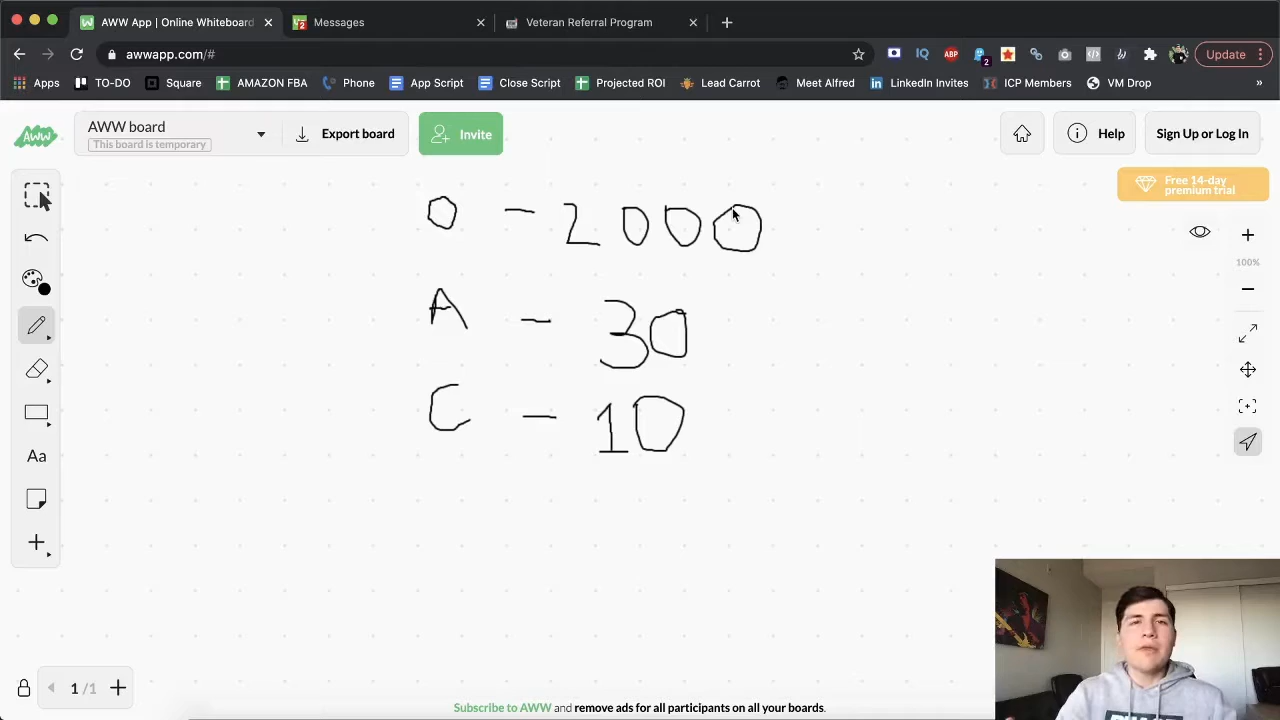 AWW App | Online Whiteboard
Messages
Veteran Referral Program
awwapp.com/#
Update
Apps
TO-DO
Square
AMAZON FBA
Phone
App Script
Close Script
Projected ROI
Lead Carrot
Meet Alfred
LinkedIn Invites
ICP Members
VM Drop
»
AWW
AWW board
This board is temporary
Export board
Invite
Help
Sign Up or Log In
Free 14-day
premium trial
100%
O - 2000
A - 30
C - 10
Aa
1 /1
Subscribe to AWW and remove ads for all participants on all your boards.